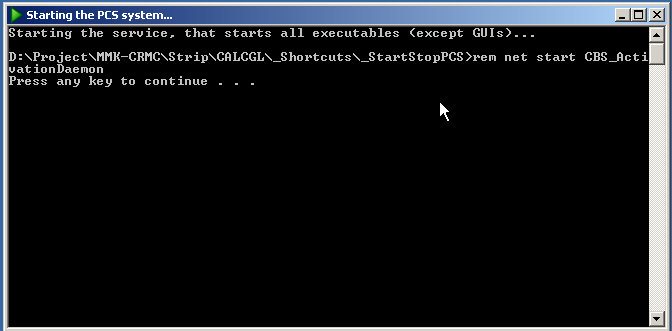 Starting the PCS system...
Starting the service, that starts all executables (except GUIs)...
D:\Project\MMK-CRMC\Strip\CALCGL\_Shortcuts\_StartStopPCS>rem net start CBS_Acti
vationDaemon
Press any key to continue . . .